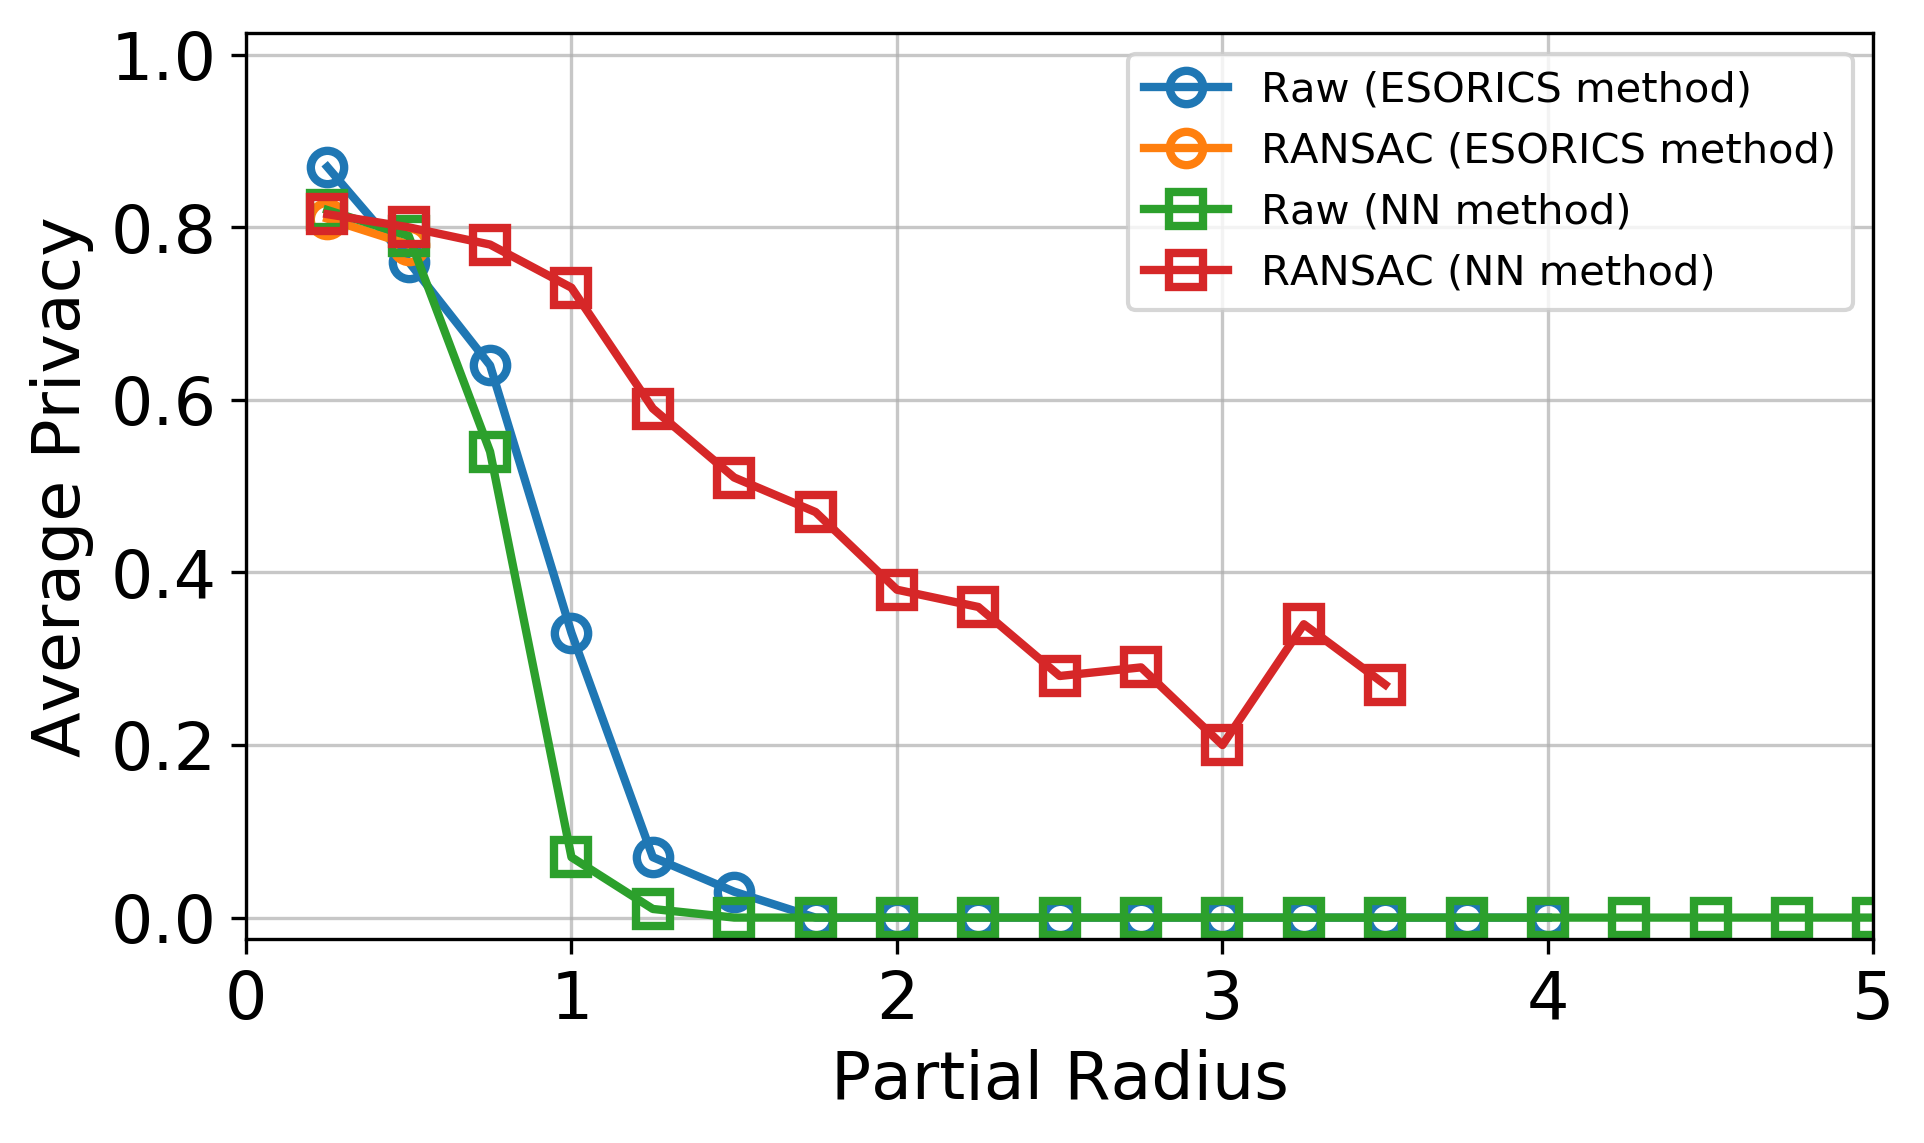 1.0
0.8
0.6
0.4
0.2
0.0
Average Privacy
Raw (ESORICS method)
RANSAC (ESORICS method)
Raw (NN method)
RANSAC (NN method)
0 1 2 3 4 5
Partial Radius